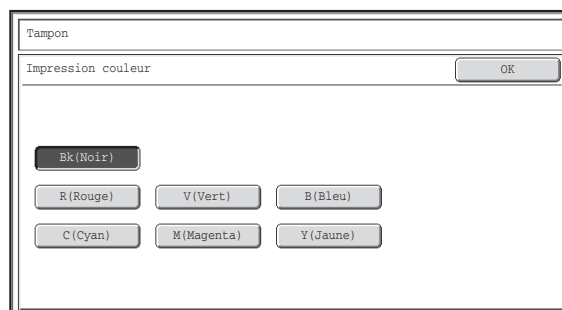 Tampon
Impression couleur OK
Bk(Noir)
R(Rouge) V(Vert) B(Bleu)
C(Cyan) M(Magenta) Y(Jaune)